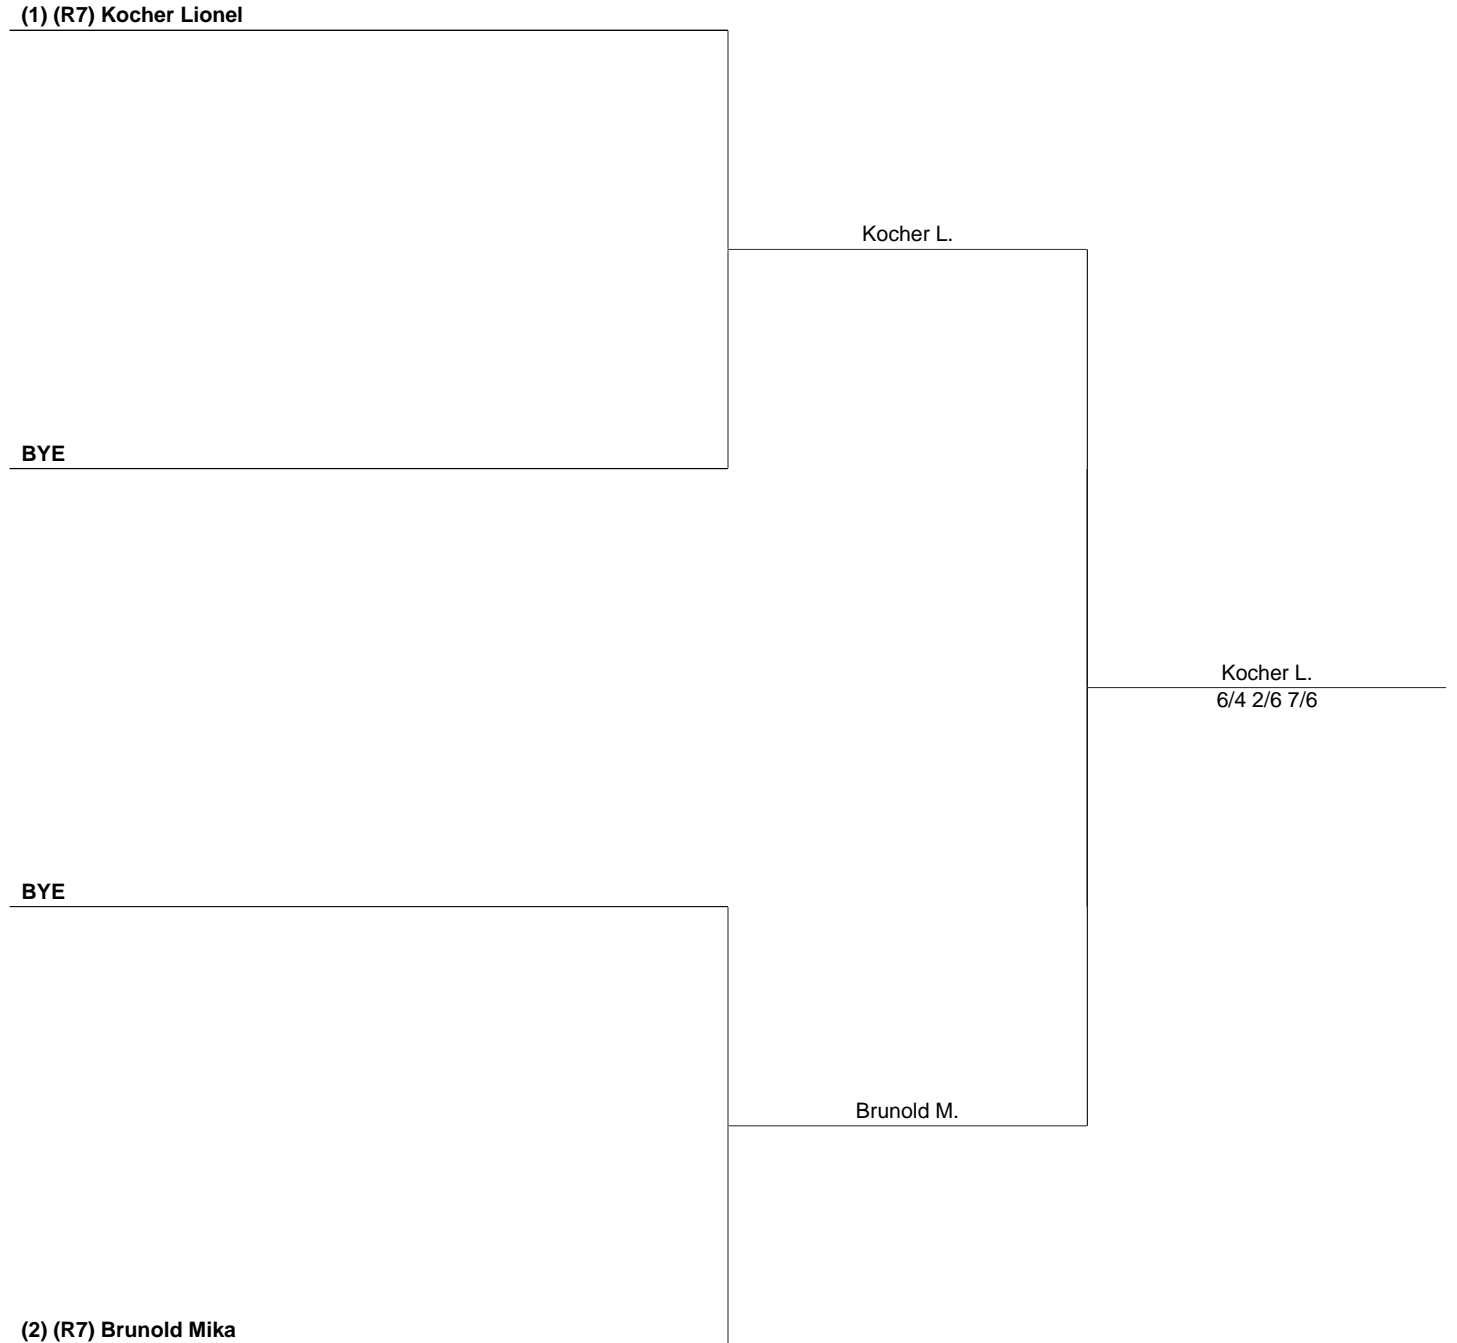 (1) (R7) Kocher Lionel
Kocher L.
BYE
Kocher L.
6/4 2/6 7/6
BYE
Brunold M.
(2) (R7) Brunold Mika